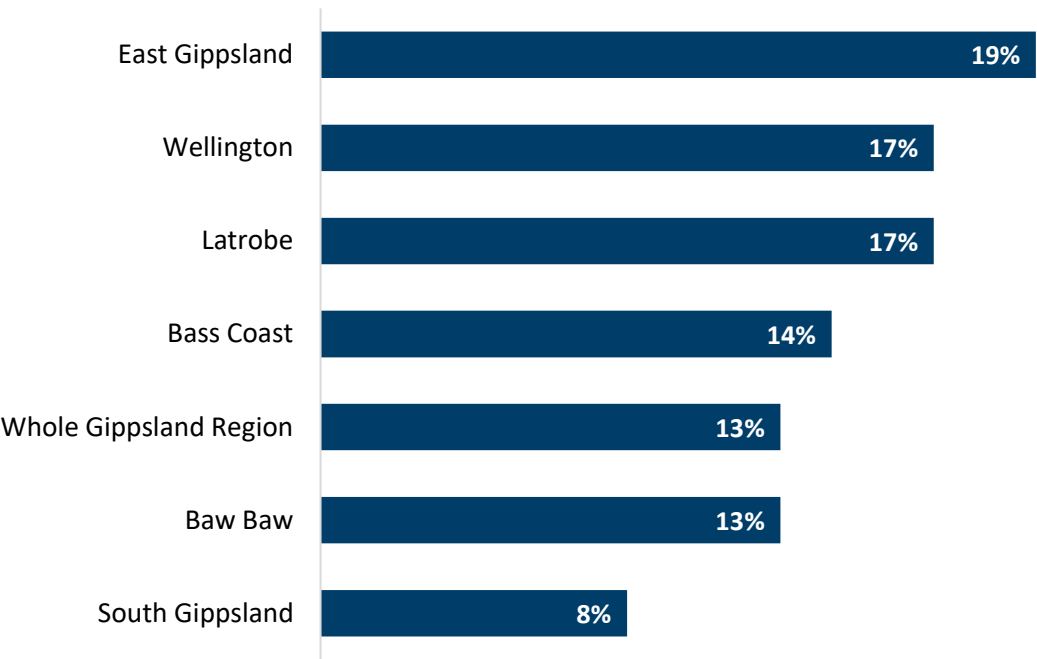 East Gippsland 19%
Wellington 17%
Latrobe 17%
Bass Coast 14%
Whole Gippsland Region 13%
Baw Baw 13%
South Gippsland 8%